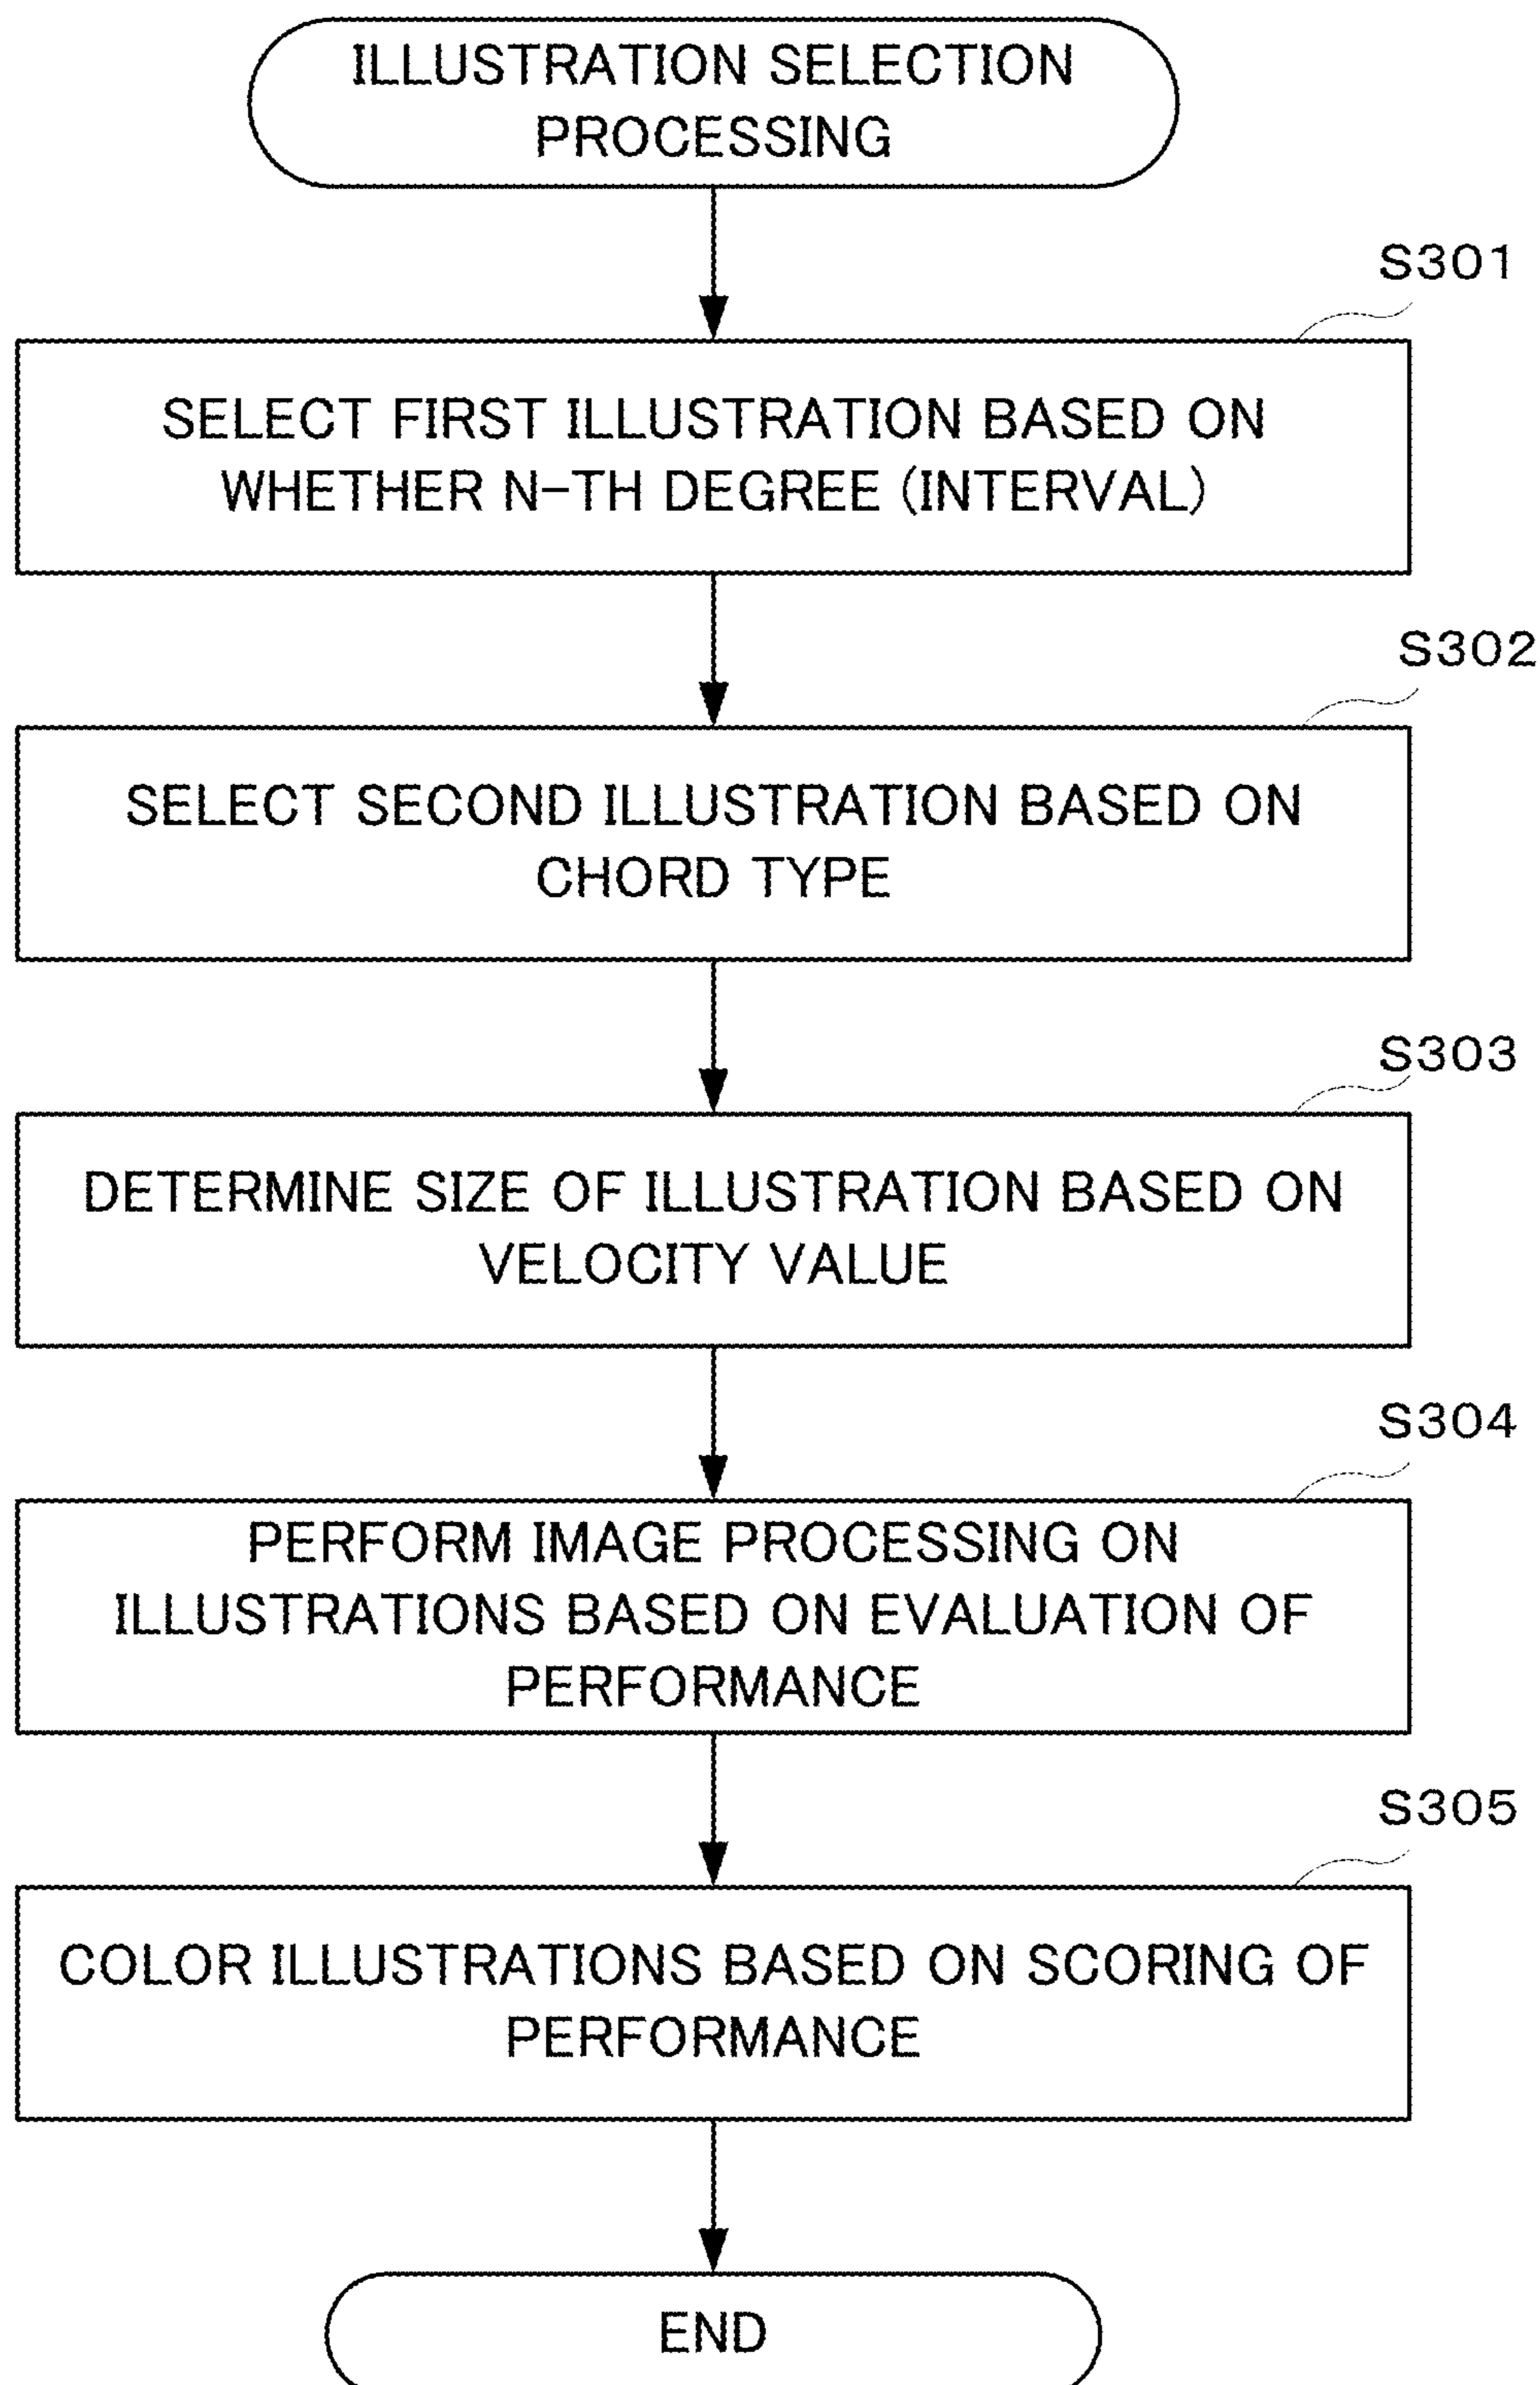 ILLUSTRATION SELECTION
PROCESSING
S301
SELECT FIRST ILLUSTRATION BASED ON
WHETHER N-TH DEGREE (INTERVAL)
S302
SELECT SECOND ILLUSTRATION BASED ON
CHORD TYPE
S303
DETERMINE SIZE OF ILLUSTRATION BASED ON
VELOCITY VALUE
S304
PERFORM IMAGE PROCESSING ON
ILLUSTRATIONS BASED ON EVALUATION OF
PERFORMANCE
S305
COLOR ILLUSTRATIONS BASED ON SCORING OF
PERFORMANCE
END